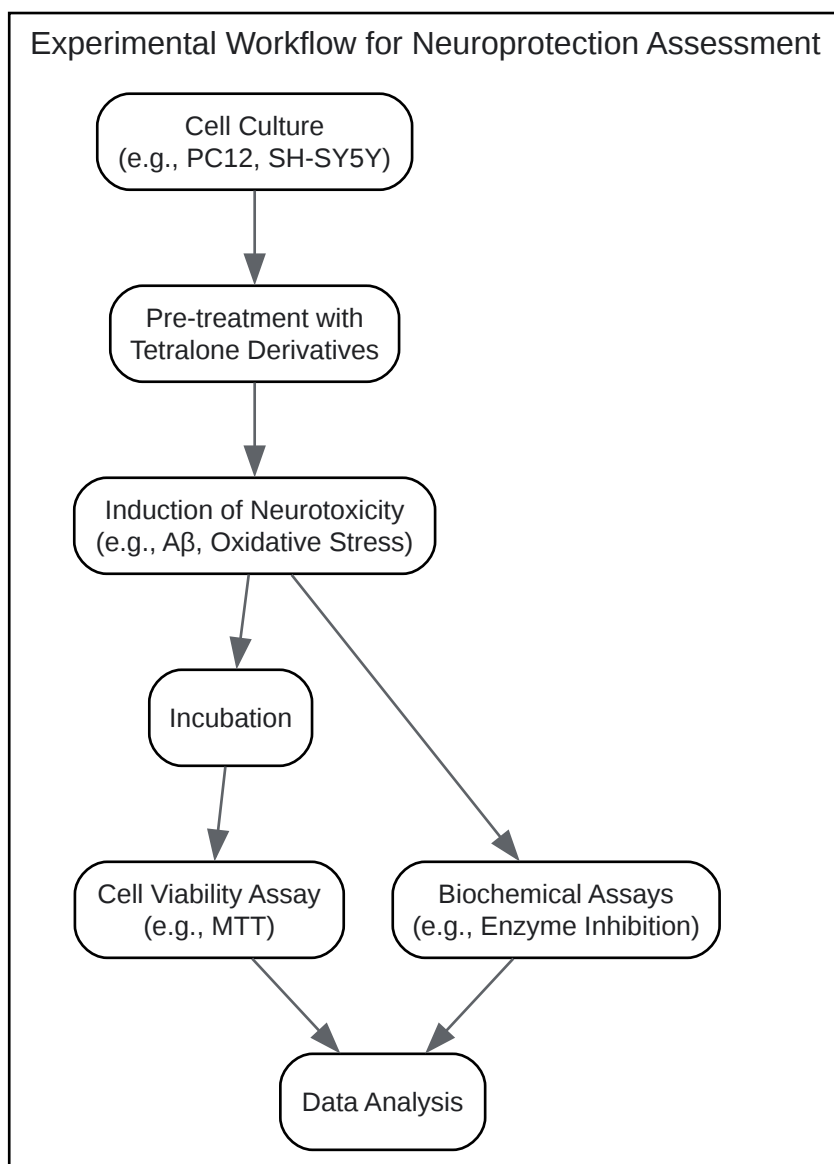 Experimental Workflow for Neuroprotection Assessment
Cell Culture
(e.g., PC12, SH-SY5Y)
Pre-treatment with
Tetralone Derivatives
Induction of Neurotoxicity
(e.g., Aβ, Oxidative Stress)
Incubation
Cell Viability Assay
(e.g., MTT)
Biochemical Assays
(e.g., Enzyme Inhibition)
Data Analysis